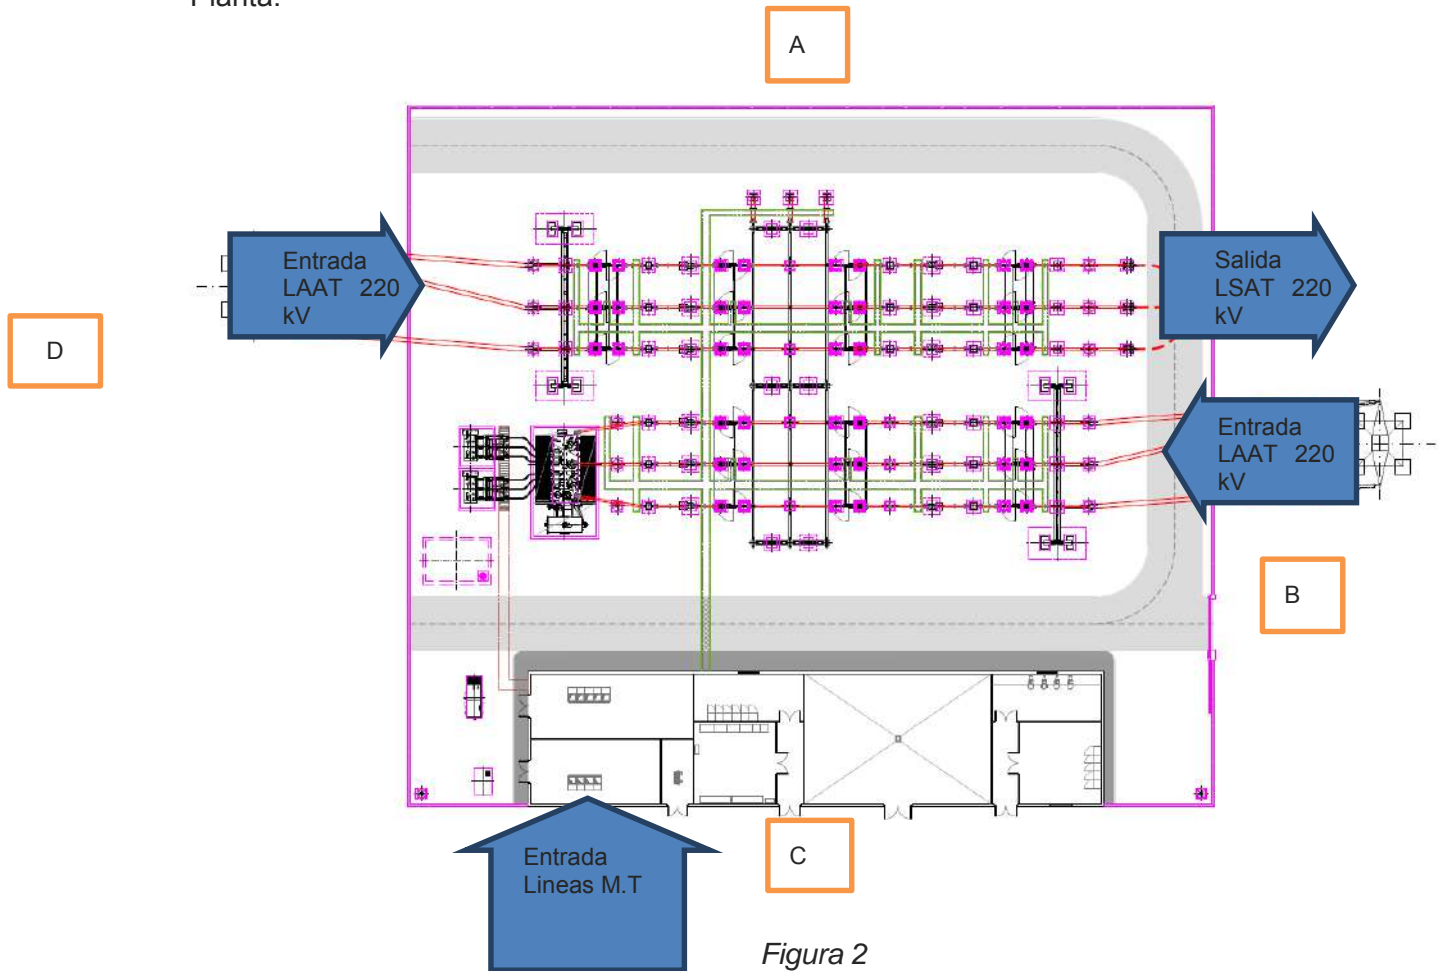 Planta:
A
Entrada
LAAT 220
kV
Salida
LSAT 220
kV
D
Entrada
LAAT 220
kV
B
Entrada
Lineas M.T
C
Figura 2